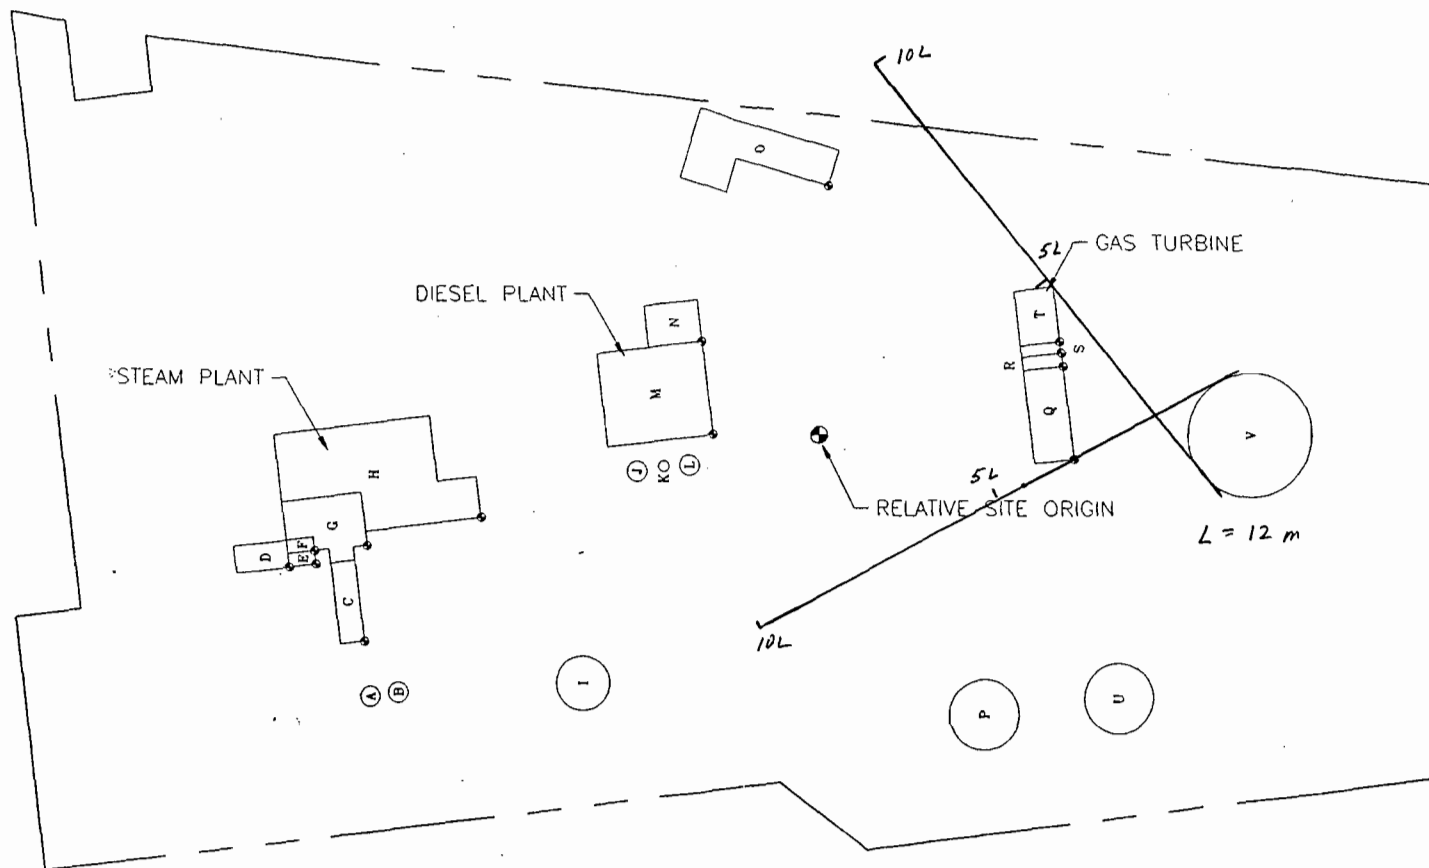 10L
O
5L
GAS TURBINE
DIESEL PLANT
N
T
S
R
STEAM PLANT
M
Q
V
H
J
K
L
5L
RELATIVE SITE ORIGIN
L = 12 m
G
D
F
E
C
10L
A
B
I
P
U